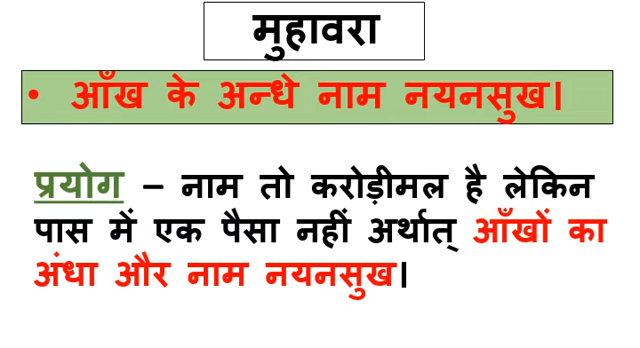 मुहावरा
• आँख के अन्धे नाम नयनसुख।
प्रयोग – नाम तो करोड़ीमल है लेकिन
पास में एक पैसा नहीं अर्थात् आँखों का
अंधा और नाम नयनसुख।